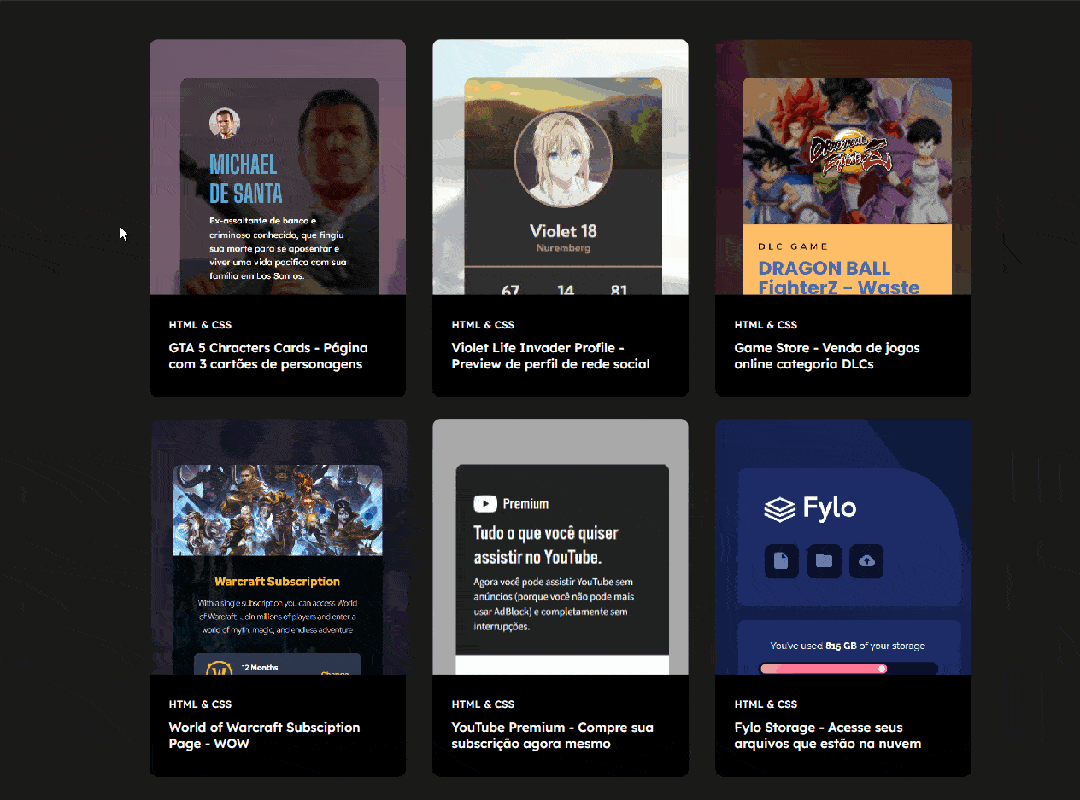 MICHAEL
DE SANTA
Ex-assaltante de banco e
criminoso conhecido, que fingiu
sua morte para se aposentar e
viver uma vida pacifica com sua
família em Los Santos.
HTML & CSS
GTA 5 Chracters Cards - Página
com 3 cartões de personagens
Violet 18
Nuremberg
67 14 81
HTML & CSS
Violet Life Invader Profile -
Preview de perfil de rede social
DLC GAME
DRAGON BALL
FighterZ - Waste
HTML & CSS
Game Store - Venda de jogos
online categoria DLCs
Warcraft Subscription
With a single subscription you can access World
of Warcraft. Join millions of players and enter a
world of myth, magic, and endless adventure
12 Months
Change
HTML & CSS
World of Warcraft Subsciption
Page - WOW
Premium
Tudo o que você quiser
assistir no YouTube.
Agora você pode assistir YouTube sem
anúncios (porque você não pode mais
usar AdBlock) e completamente sem
interrupções.
HTML & CSS
YouTube Premium - Compre sua
subscrição agora mesmo
Fylo
You've used 815 GB of your storage
HTML & CSS
Fylo Storage - Acesse seus
arquivos que estão na nuvem